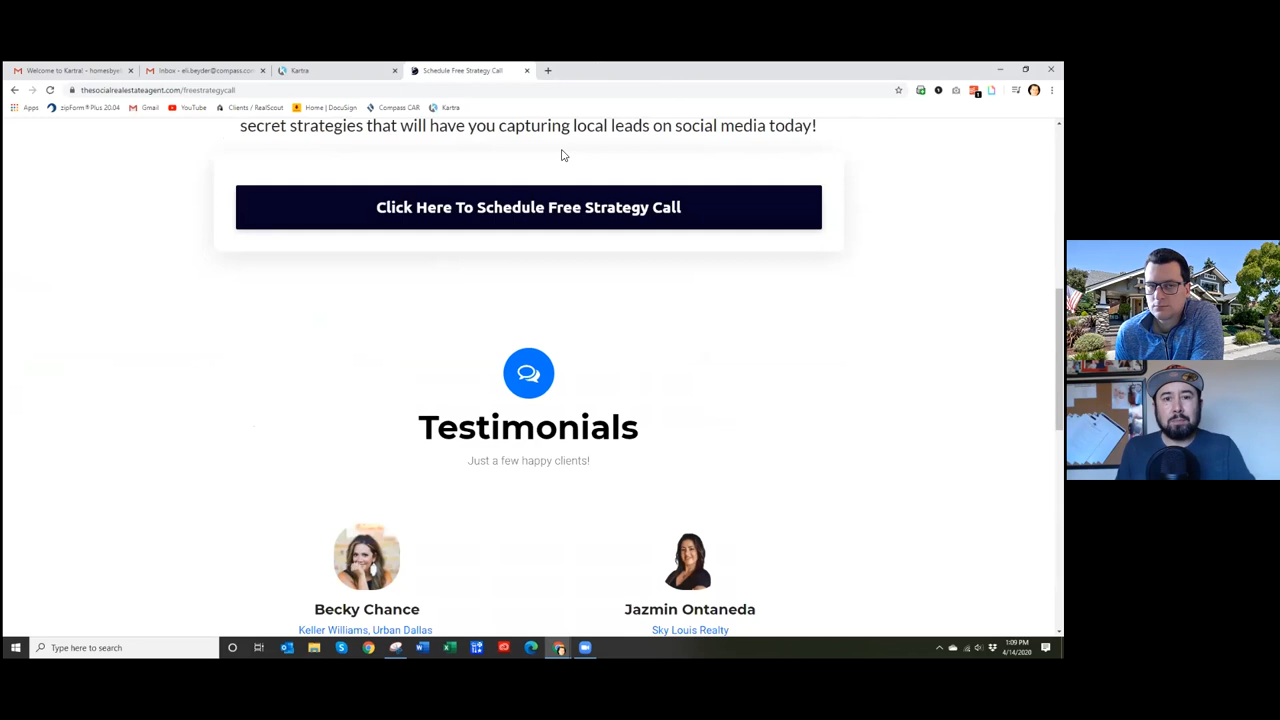 Welcome to Kartra! - homesbyel
Inbox - eli.beyder@compass.com
Kartra
Schedule Free Strategy Call
thesocialrealestateagent.com/freestrategycall
Apps
zipForm® Plus 20.04
Gmail
YouTube
Clients / RealScout
Home | DocuSign
Compass CAR
Kartra
secret strategies that will have you capturing local leads on social media today!
Click Here To Schedule Free Strategy Call
Testimonials
Just a few happy clients!
Becky Chance
Jazmin Ontaneda
Keller Williams, Urban Dallas
Sky Louis Realty
Type here to search
1:09 PM
4/14/2020